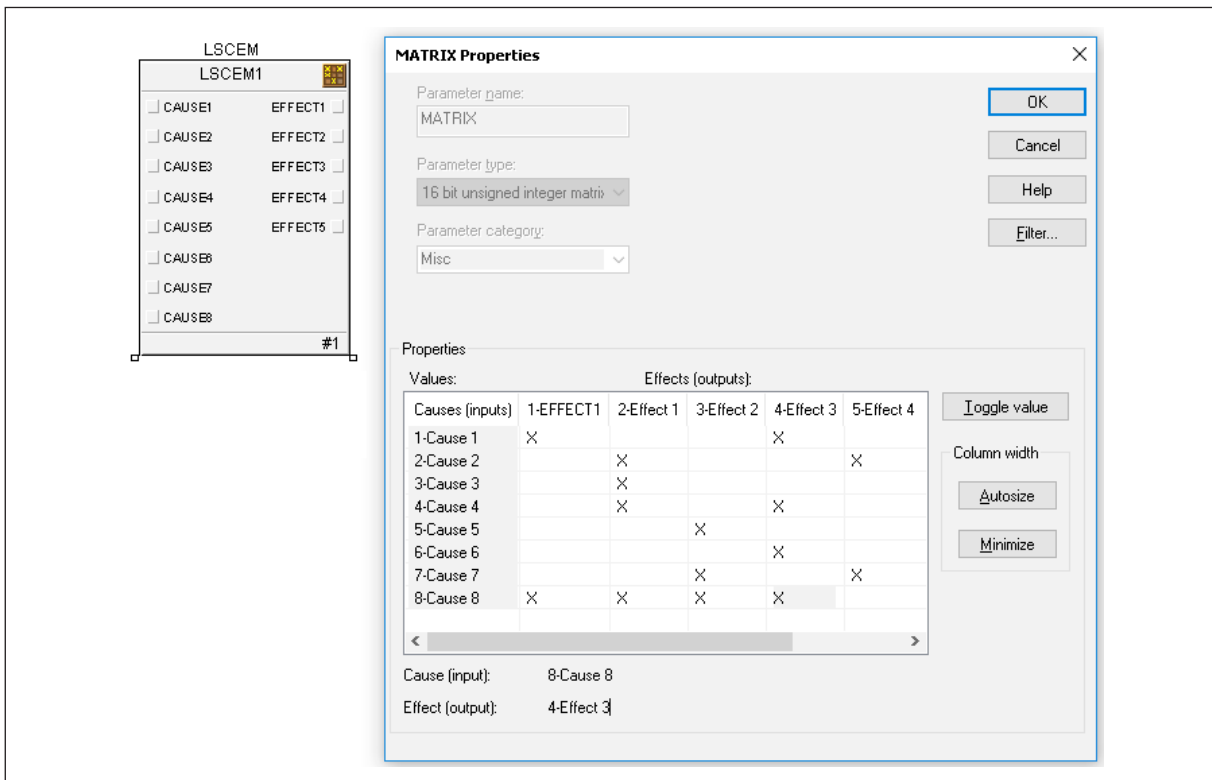 LSCEM
LSCEM1
CAUSE1 EFFECT1
CAUSE2 EFFECT2
CAUSE3 EFFECT3
CAUSE4 EFFECT4
CAUSE5 EFFECT5
CAUSE6
CAUSE7
CAUSE8
#1
MATRIX Properties
Parameter name:
MATRIX
Parameter type:
16 bit unsigned integer matri
Parameter category:
Misc
OK
Cancel
Help
Filter...
Properties
Values: Effects (outputs):
Causes (inputs) 1-EFFECT1 2-Effect 1 3-Effect 2 4-Effect 3 5-Effect 4
1-Cause 1 X X
2-Cause 2 X X
3-Cause 3 X
4-Cause 4 X X
5-Cause 5 X
6-Cause 6 X
7-Cause 7 X X
8-Cause 8 X X X X
Toggle value
Column width
Autosize
Minimize
Cause (input): 8-Cause 8
Effect (output): 4-Effect 3